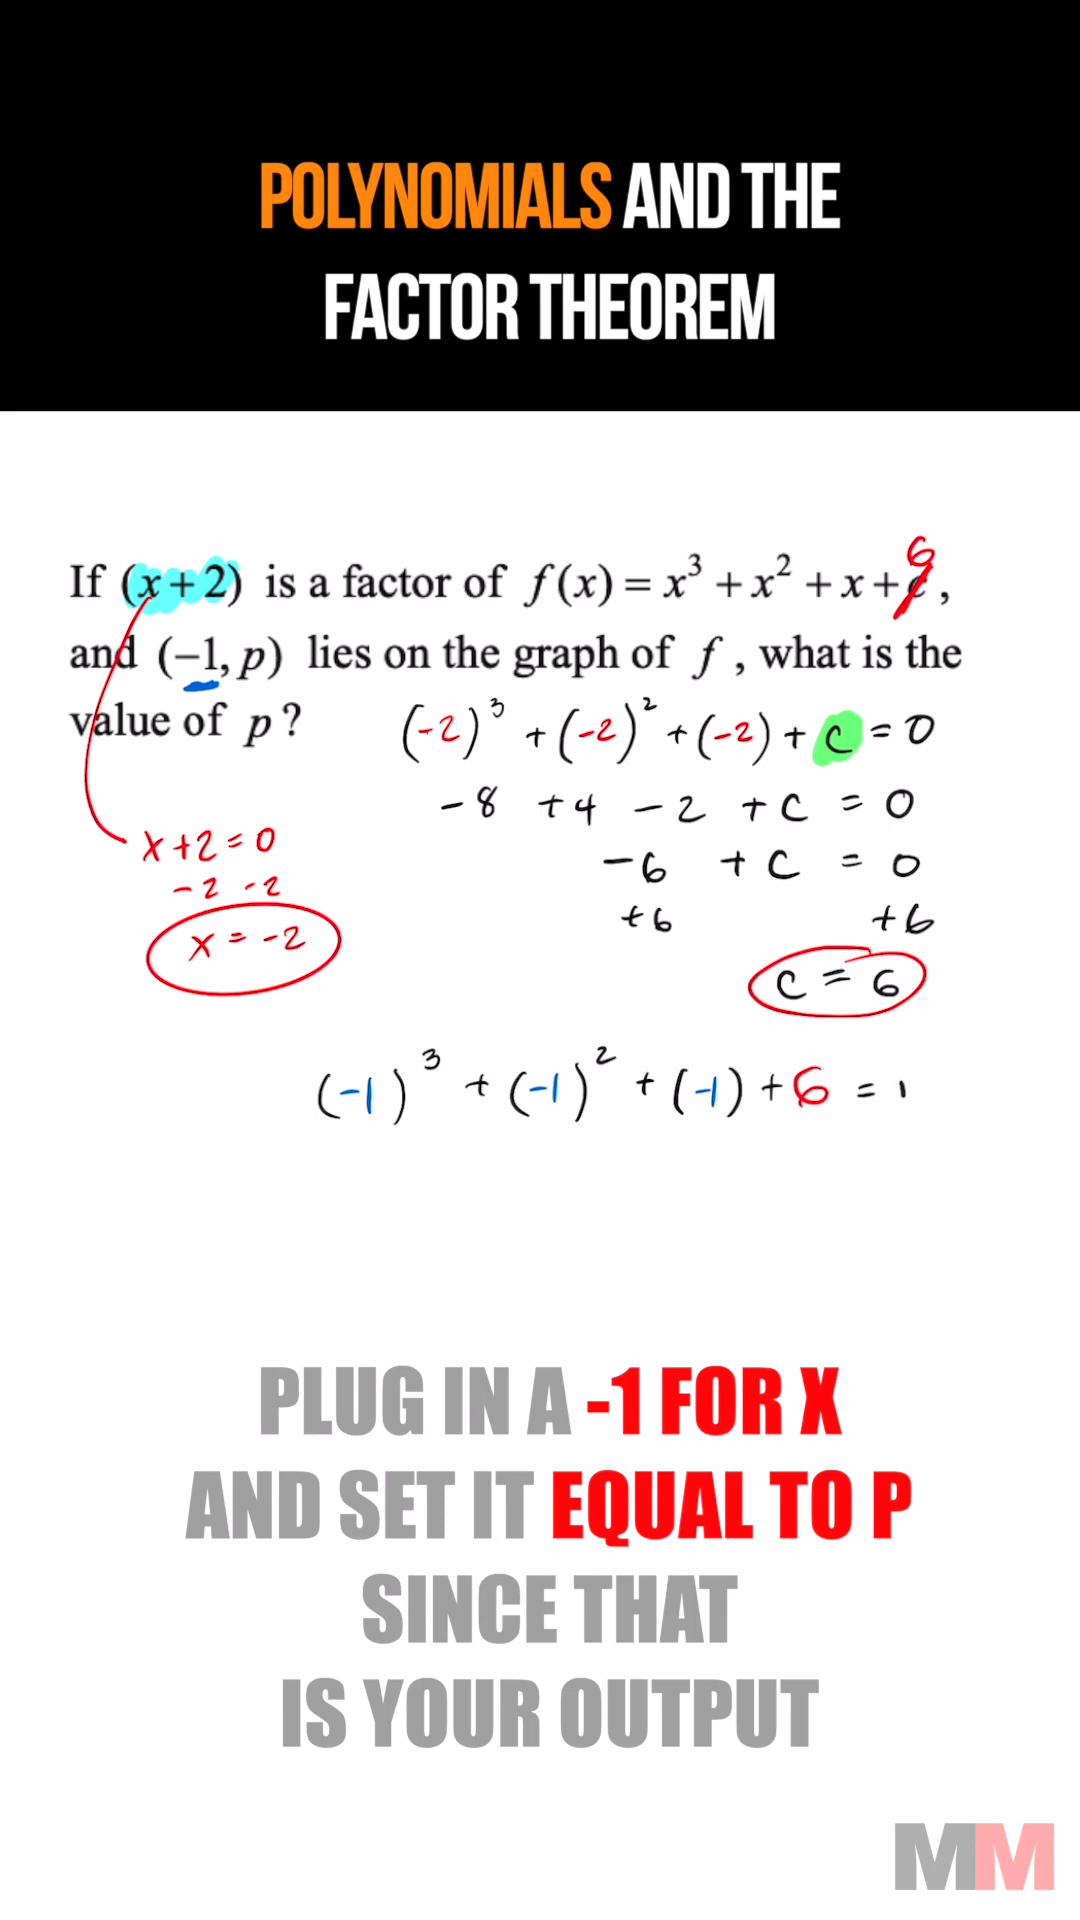 POLYNOMIALS AND THE
FACTOR THEOREM
If (x+2) is a factor of f(x) = x³ + x² + x + c,
6
and (−1, p) lies on the graph of f, what is the
value of p?
(-2)³ + (-2)² + (-2) + c = 0
-8 +4 -2 +c = 0
x+2=0
-6 +c = 0
-2 -2
+6 +6
x = -2
c = 6
(-1)³ + (-1)² + (-1) + 6 =
PLUG IN A -1 FOR X
AND SET IT EQUAL TO P
SINCE THAT
IS YOUR OUTPUT
MM